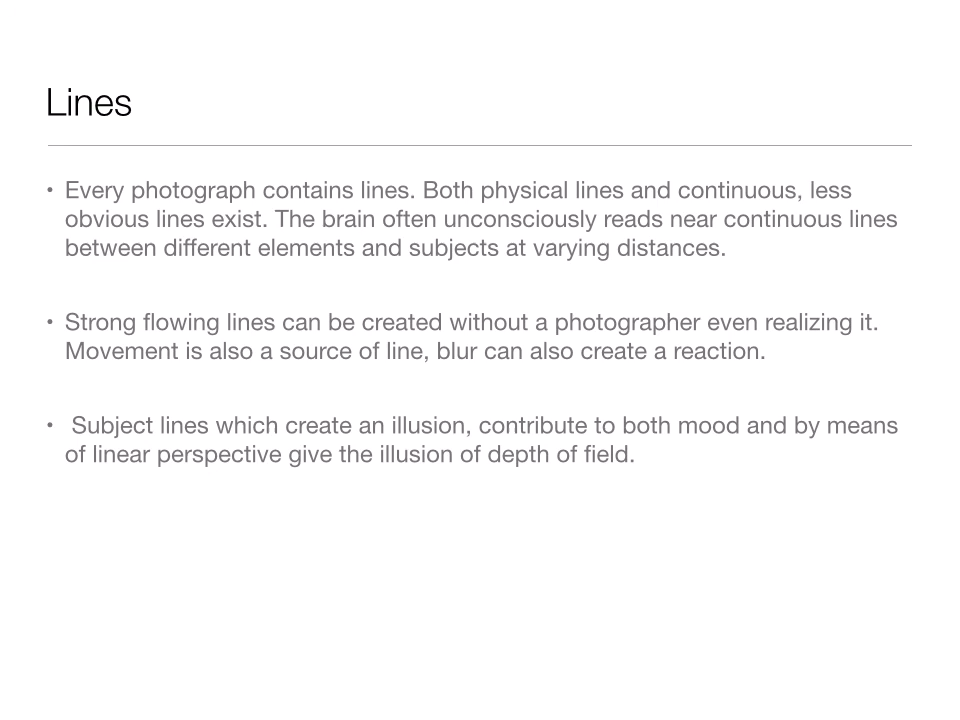 Lines
• Every photograph contains lines. Both physical lines and continuous, less
obvious lines exist. The brain often unconsciously reads near continuous lines
between different elements and subjects at varying distances.
• Strong flowing lines can be created without a photographer even realizing it.
Movement is also a source of line, blur can also create a reaction.
• Subject lines which create an illusion, contribute to both mood and by means
of linear perspective give the illusion of depth of field.